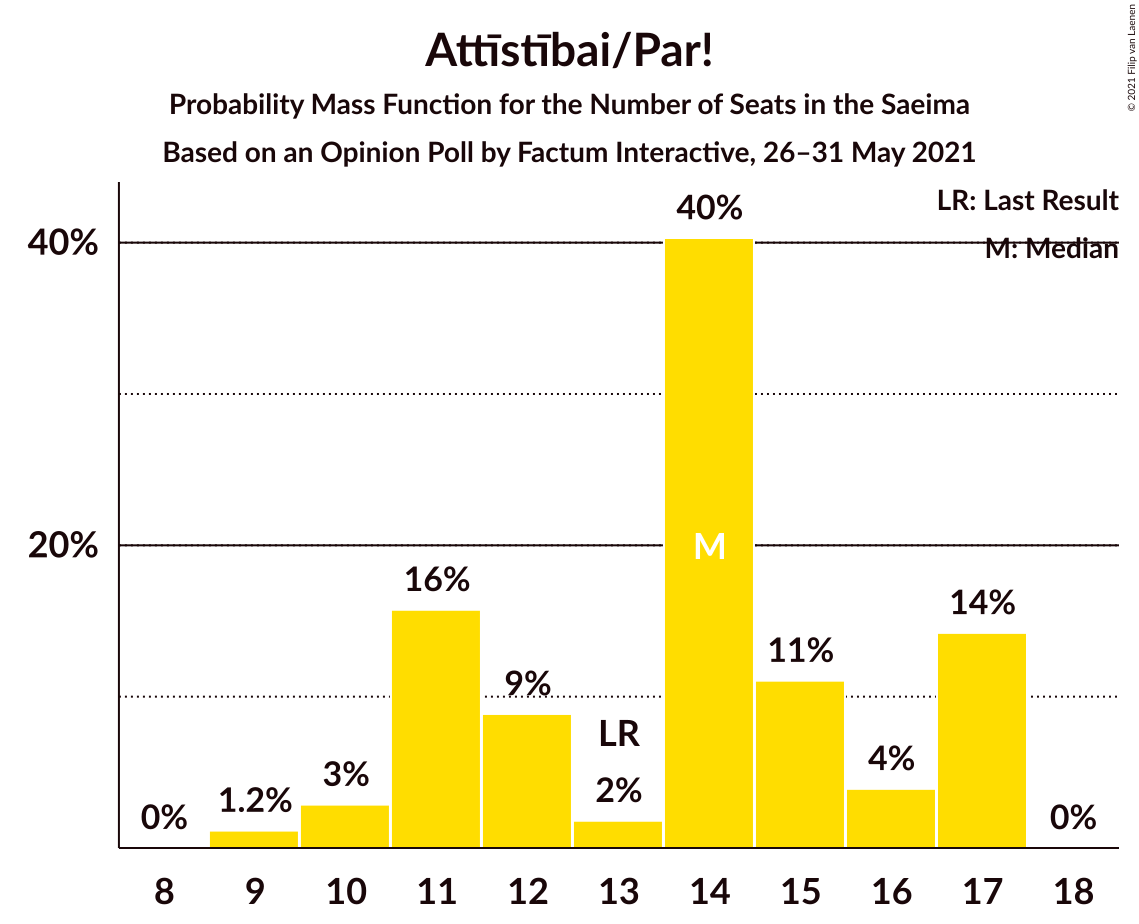 Attīstībai/Par!
Probability Mass Function for the Number of Seats in the Saeima
Based on an Opinion Poll by Factum Interactive, 26–31 May 2021
© 2021 Filip van Laenen
LR: Last Result
M: Median
40%
20%
0%
1.2%
3%
16%
9%
LR
2%
40%
M
11%
4%
14%
0%
8 9 10 11 12 13 14 15 16 17 18